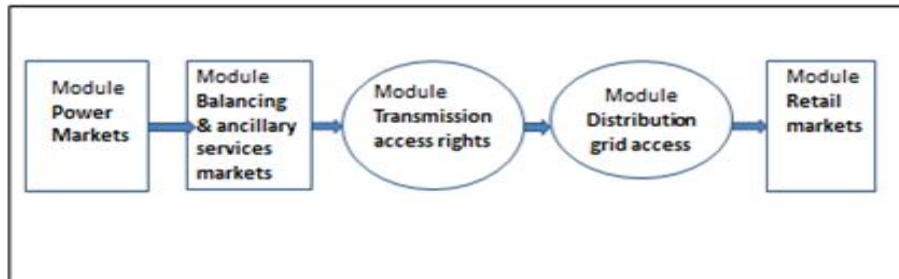 Module
Power
Markets
Module
Balancing
& ancillary
services
markets
Module
Transmission
access rights
Module
Distribution
grid access
Module
Retail
markets